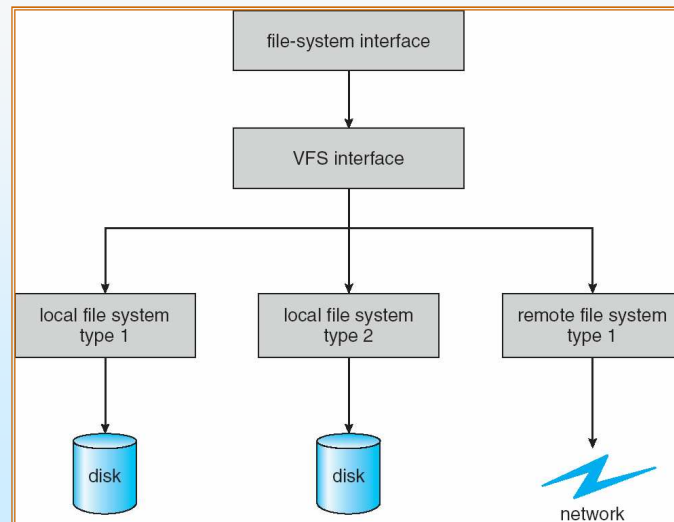 file-system interface
VFS interface
local file system
type 1
local file system
type 2
remote file system
type 1
disk
disk
network